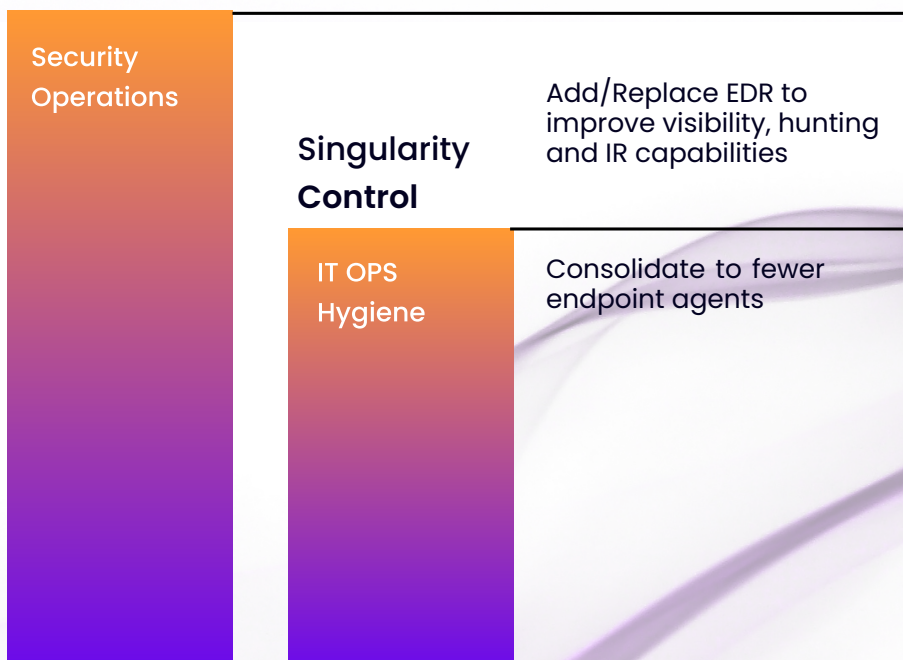 Security
Operations
Add/Replace EDR to
improve visibility, hunting
and IR capabilities
Singularity
Control
IT OPS
Hygiene
Consolidate to fewer
endpoint agents